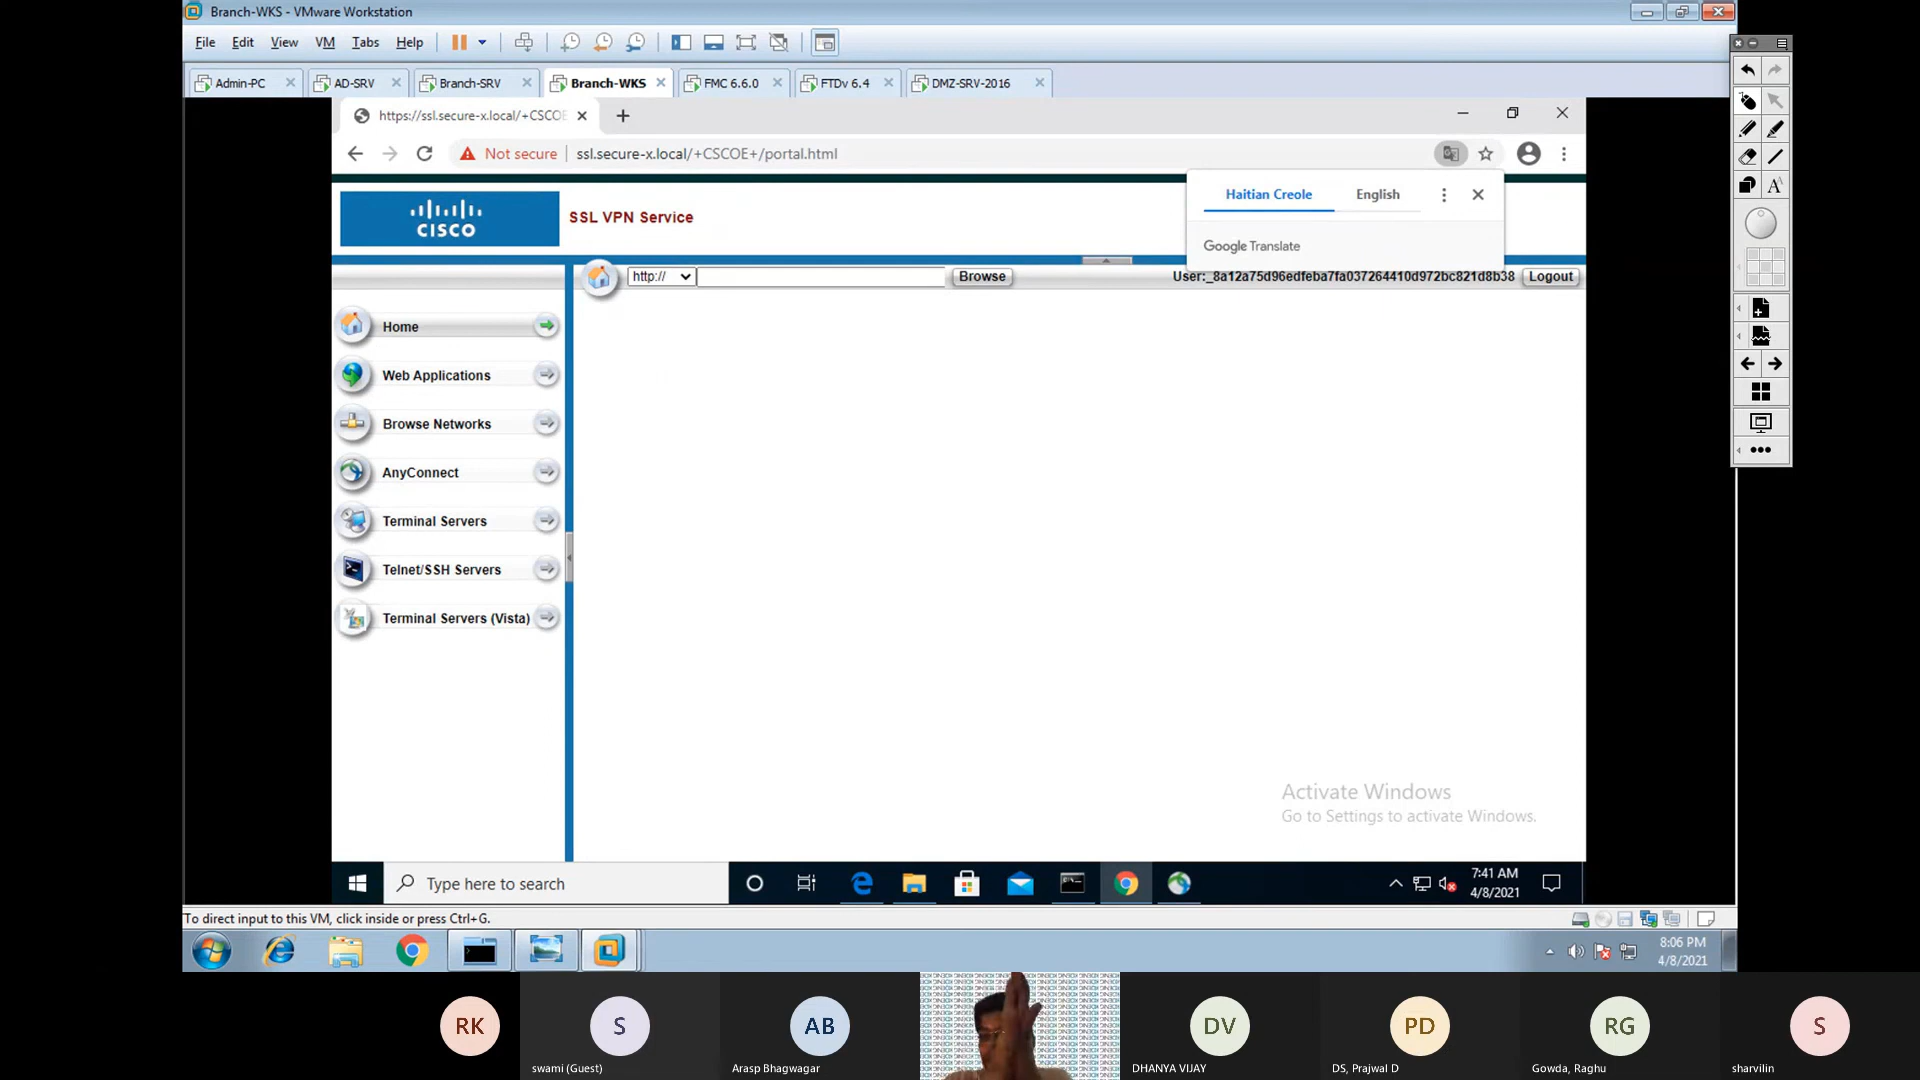 Branch-WKS - VMware Workstation
File Edit View VM Tabs Help
Admin-PC AD-SRV Branch-SRV Branch-WKS FMC 6.6.0 FTDv 6.4 DMZ-SRV-2016
https://ssl.secure-x.local/+CSCOE
Not secure ssl.secure-x.local/+CSCOE+/portal.html
CISCO
SSL VPN Service
Haitian Creole English
Google Translate
http:// Browse User:_8a12a75d96edfeba7fa037264410d972bc821d8b38 Logout
Home
Web Applications
Browse Networks
AnyConnect
Terminal Servers
Telnet/SSH Servers
Terminal Servers (Vista)
Activate Windows
Go to Settings to activate Windows.
Type here to search
7:41 AM
4/8/2021
To direct input to this VM, click inside or press Ctrl+G.
8:06 PM
4/8/2021
RK
S
swami (Guest)
AB
Arasp Bhagwagar
DV
DHANYA VIJAY
PD
DS, Prajwal D
RG
Gowda, Raghu
S
sharvilin